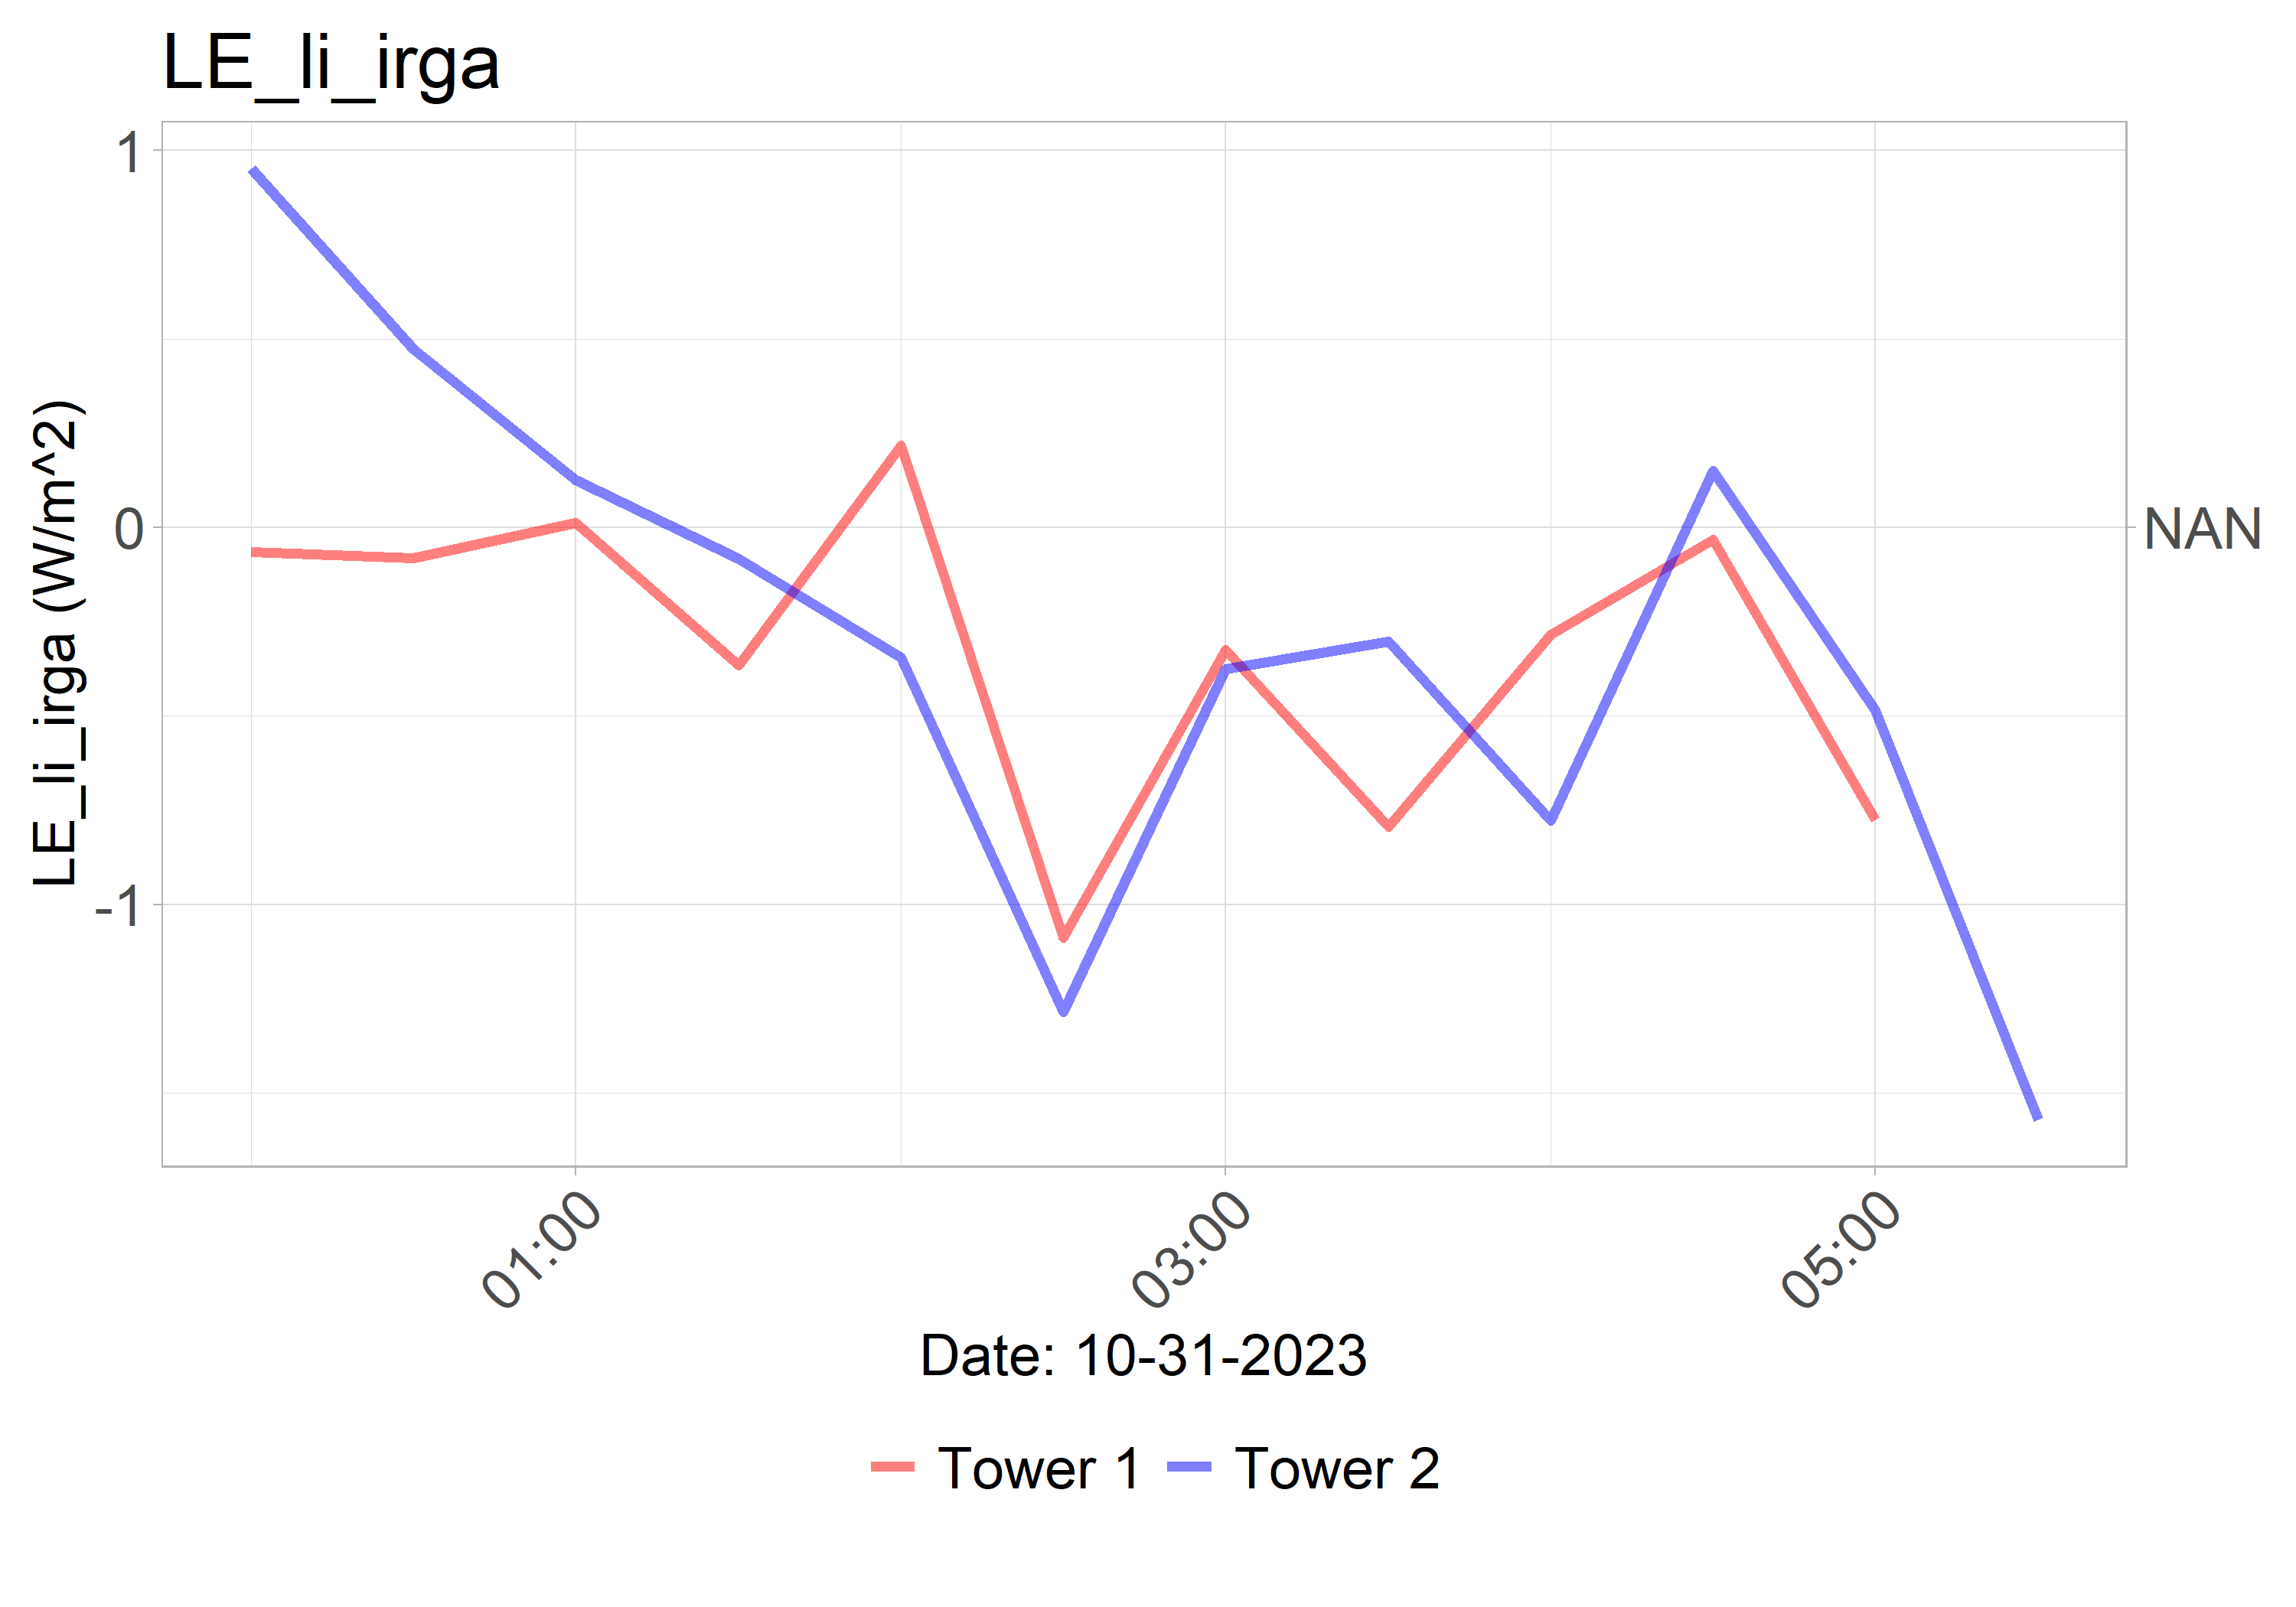 LE_li_irga
LE_li_irga (W/m^2)
1
0
-1
NAN
01:00
03:00
05:00
Date: 10-31-2023
Tower 1
Tower 2